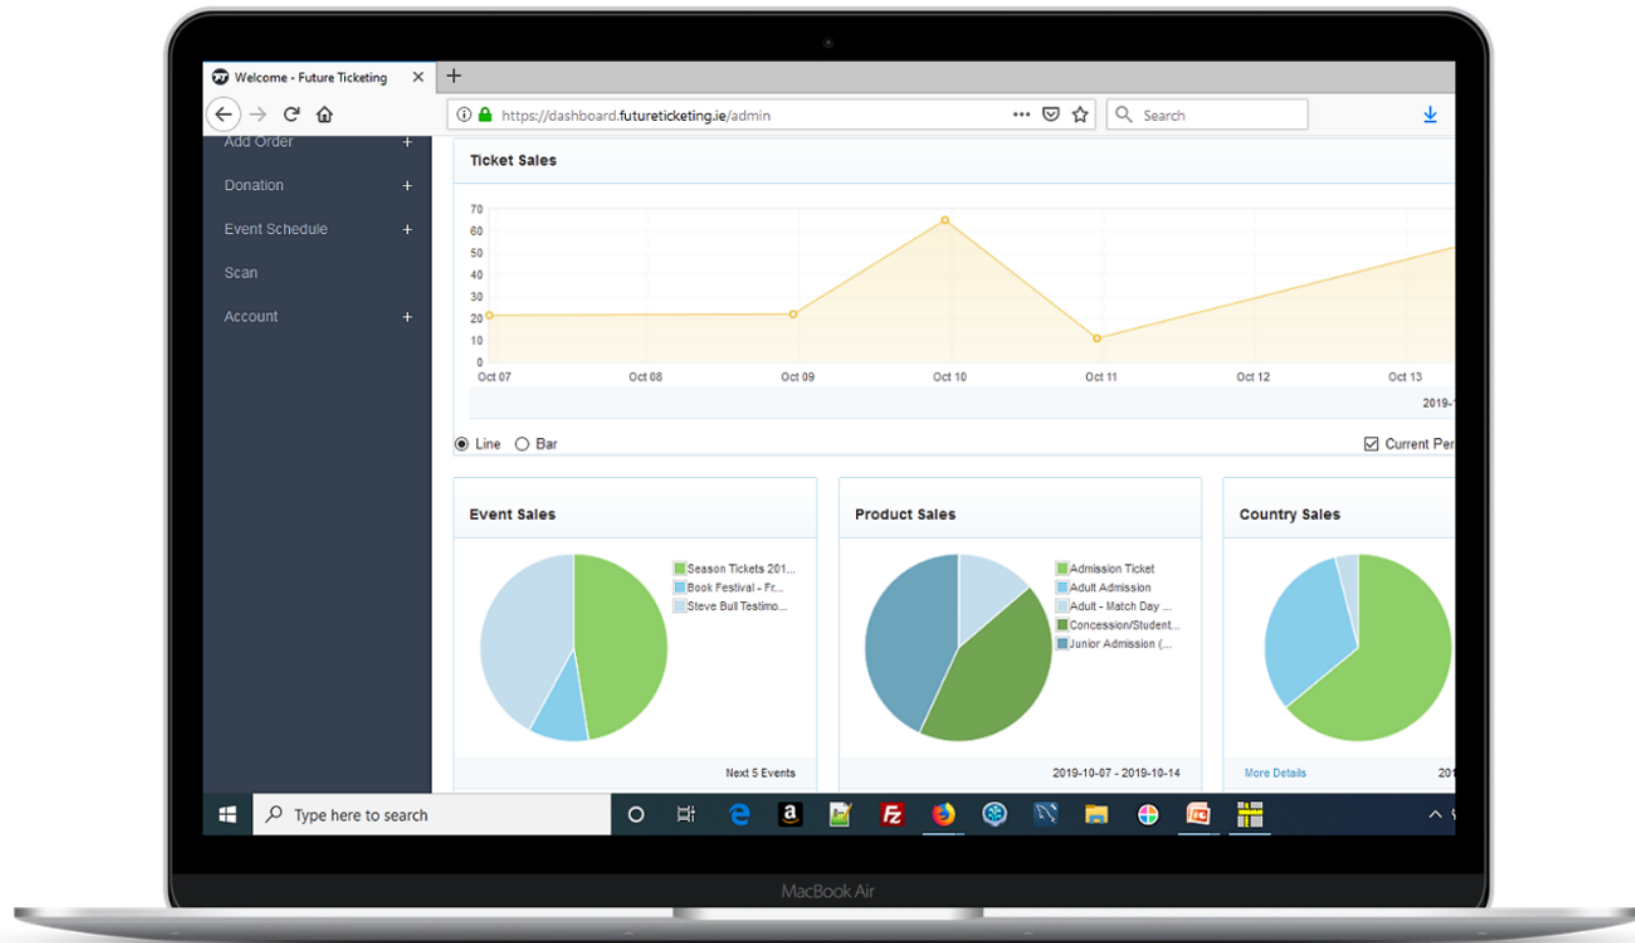 Welcome - Future Ticketing
https://dashboard.futureticketing.ie/admin
Search
Add Order +
Donation +
Event Schedule +
Scan
Account +
Ticket Sales
70
60
50
40
30
20
10
0
Oct 07 Oct 08 Oct 09 Oct 10 Oct 11 Oct 12 Oct 13
2019-
Line Bar
Current Per
Event Sales
Season Tickets 201...
Book Festival - Fr...
Steve Bull Testimo...
Next 5 Events
Product Sales
Admission Ticket
Adult Admission
Adult - Match Day ...
Concession/Student...
Junior Admission (...
2019-10-07 - 2019-10-14
Country Sales
More Details 201
Type here to search
MacBook Air